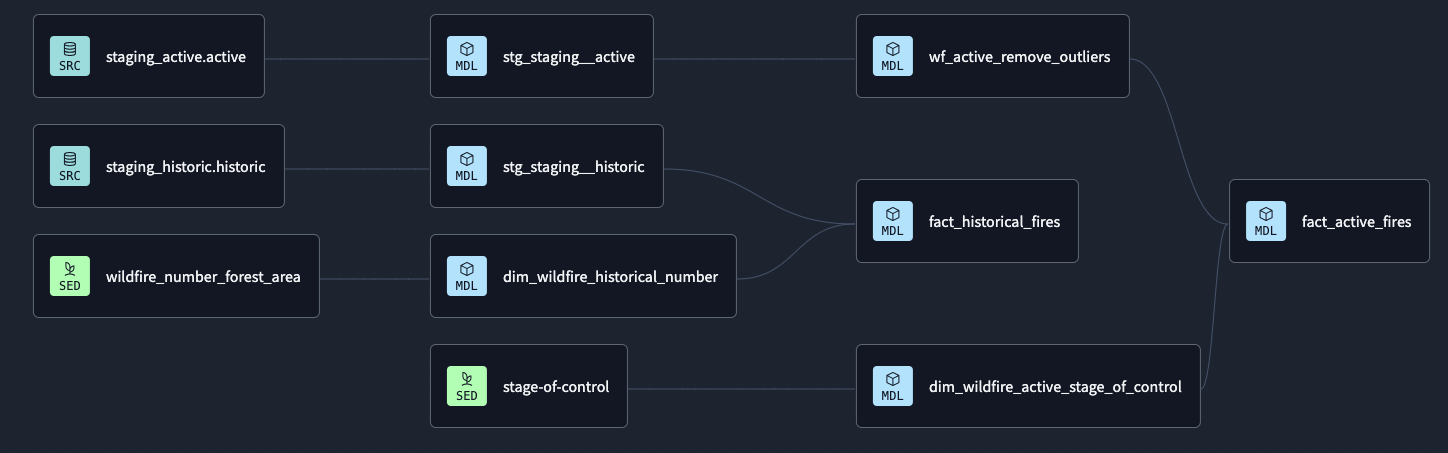 SRC staging_active.active
MDL stg_staging__active
MDL wf_active_remove_outliers
SRC staging_historic.historic
MDL stg_staging__historic
MDL fact_historical_fires
MDL fact_active_fires
SED wildfire_number_forest_area
MDL dim_wildfire_historical_number
SED stage-of-control
MDL dim_wildfire_active_stage_of_control